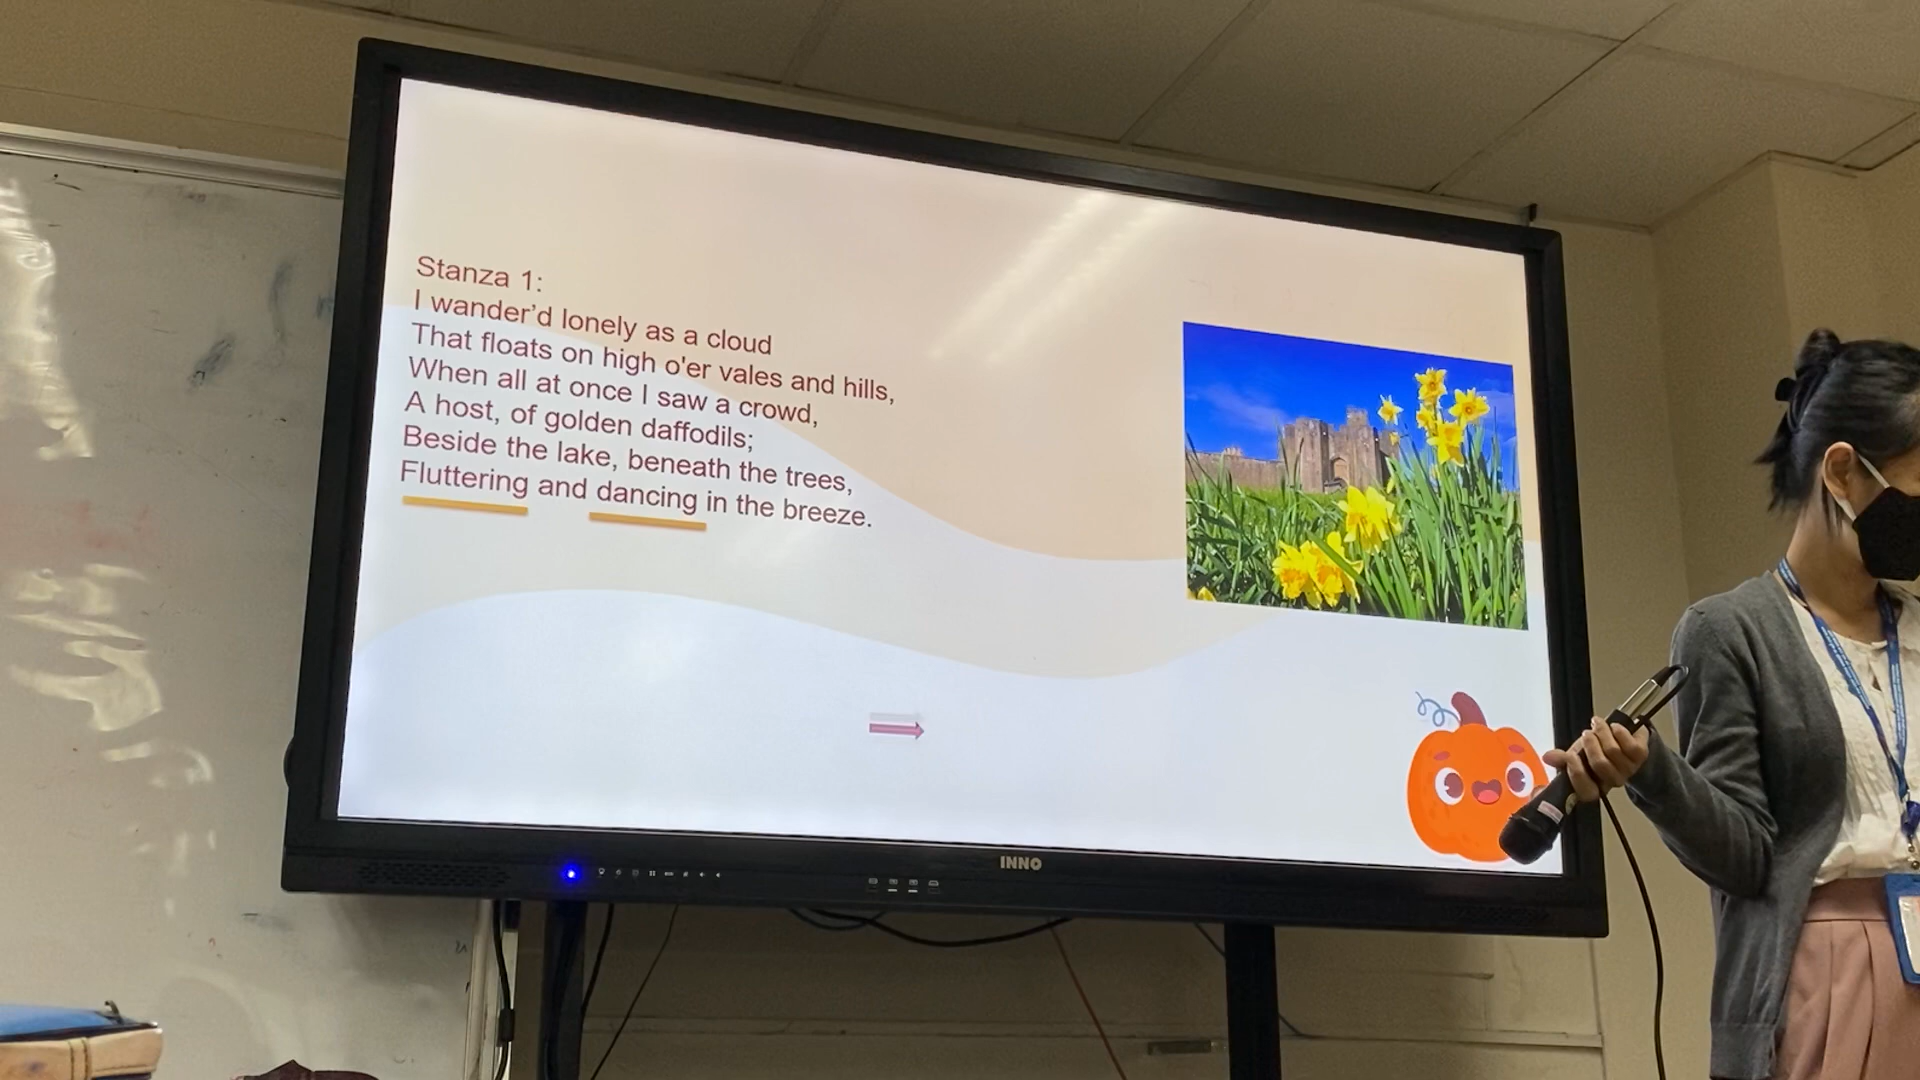 Stanza 1:
I wander’d lonely as a cloud
That floats on high o'er vales and hills,
When all at once I saw a crowd,
A host, of golden daffodils;
Beside the lake, beneath the trees,
Fluttering and dancing in the breeze.
INNO